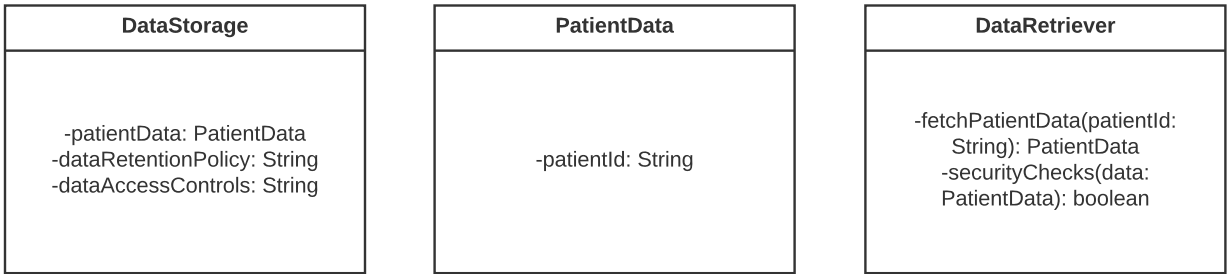 DataStorage
-patientData: PatientData
-dataRetentionPolicy: String
-dataAccessControls: String
PatientData
-patientId: String
DataRetriever
-fetchPatientData(patientId:
String): PatientData
-securityChecks(data:
PatientData): boolean